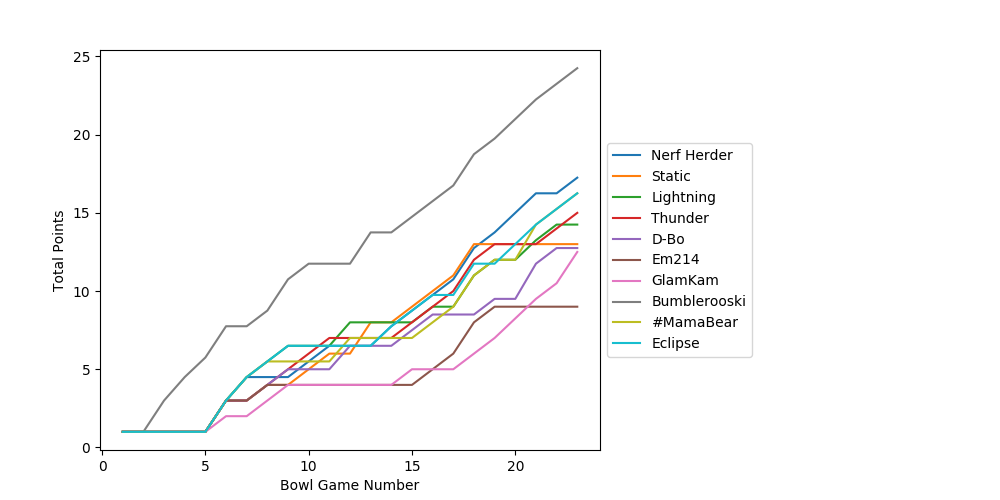 25
20
15
10
5
0
Total Points
0 5 10 15 20
Bowl Game Number
Nerf Herder
Static
Lightning
Thunder
D-Bo
Em214
GlamKam
Bumblerooski
#MamaBear
Eclipse